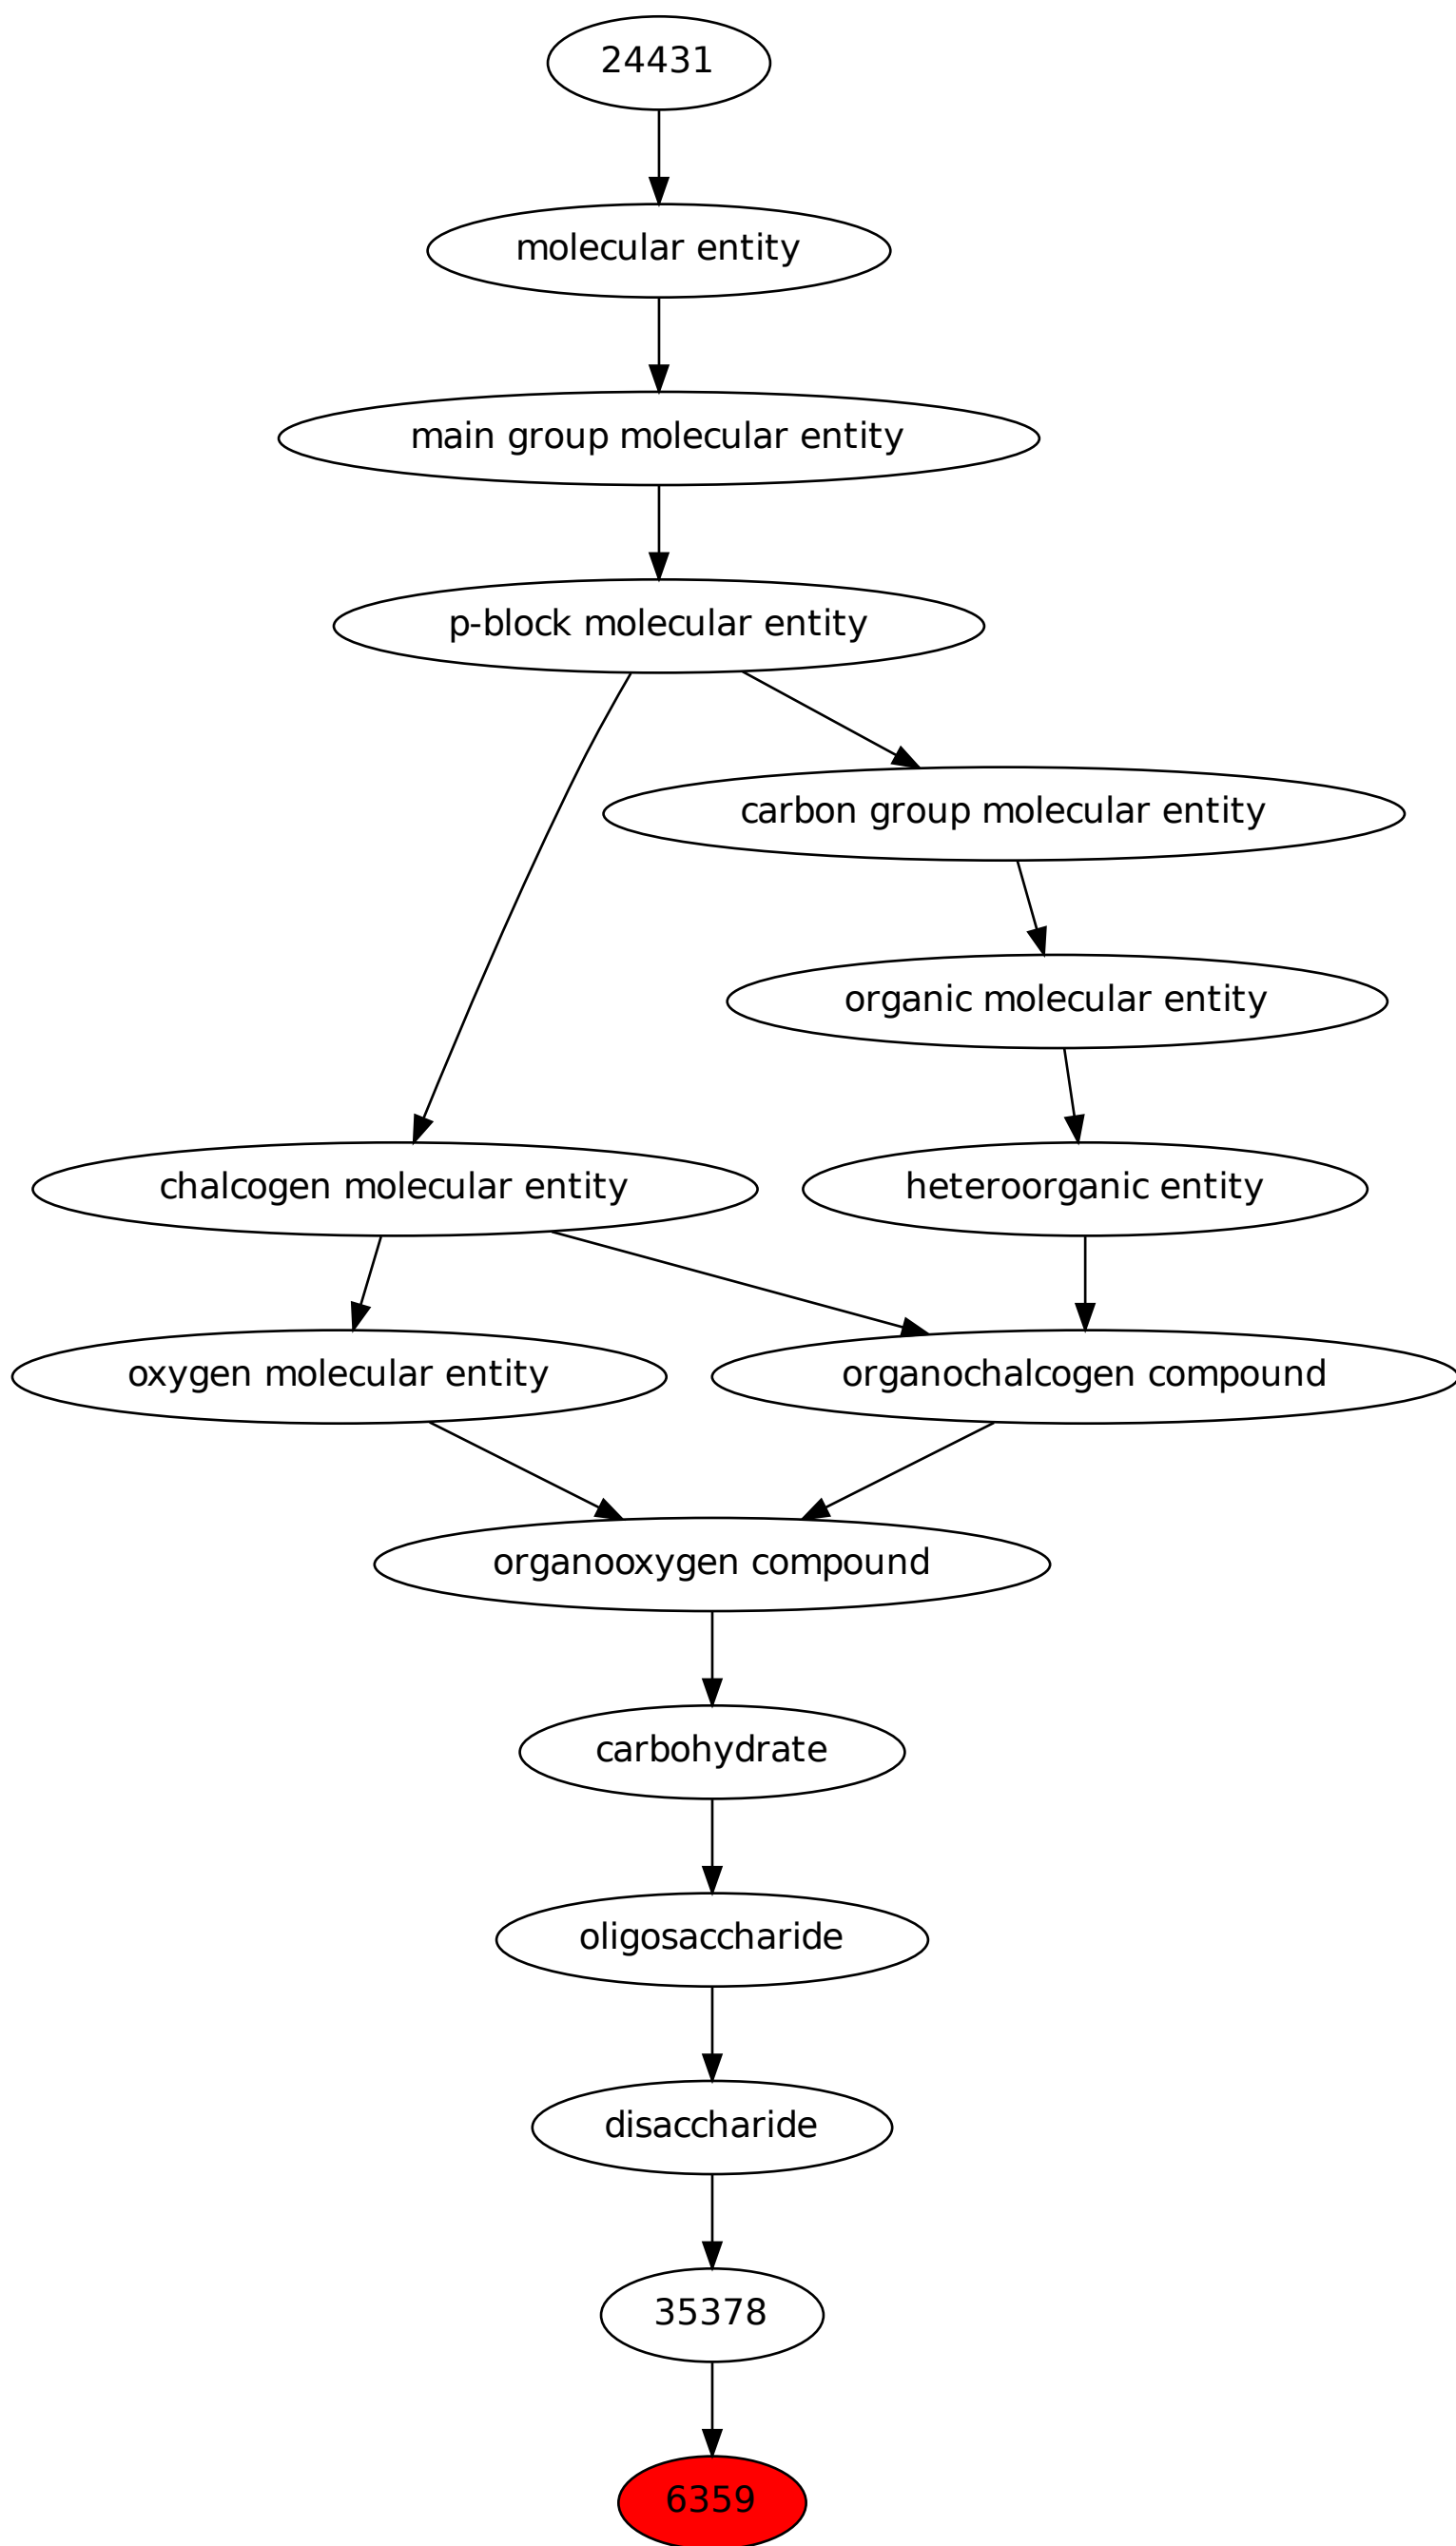 24431
molecular entity
main group molecular entity
p-block molecular entity
carbon group molecular entity
organic molecular entity
chalcogen molecular entity
heteroorganic entity
oxygen molecular entity
organochalcogen compound
organooxygen compound
carbohydrate
oligosaccharide
disaccharide
35378
6359